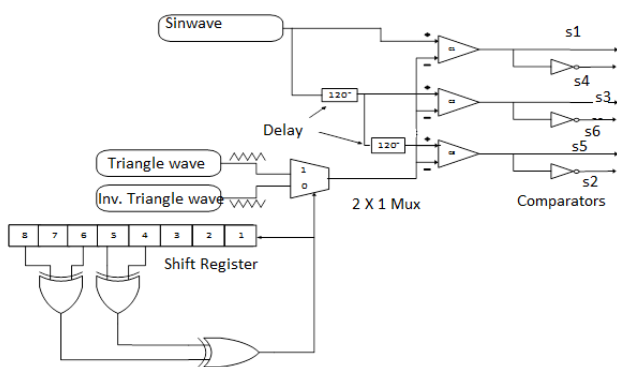 Sinwave
s1
s4
120°
s3
Delay
s6
120°
s5
Triangle wave
1
0
Inv. Triangle wave
s2
2 X 1 Mux
Comparators
8 7 6 5 4 3 2 1
Shift Register